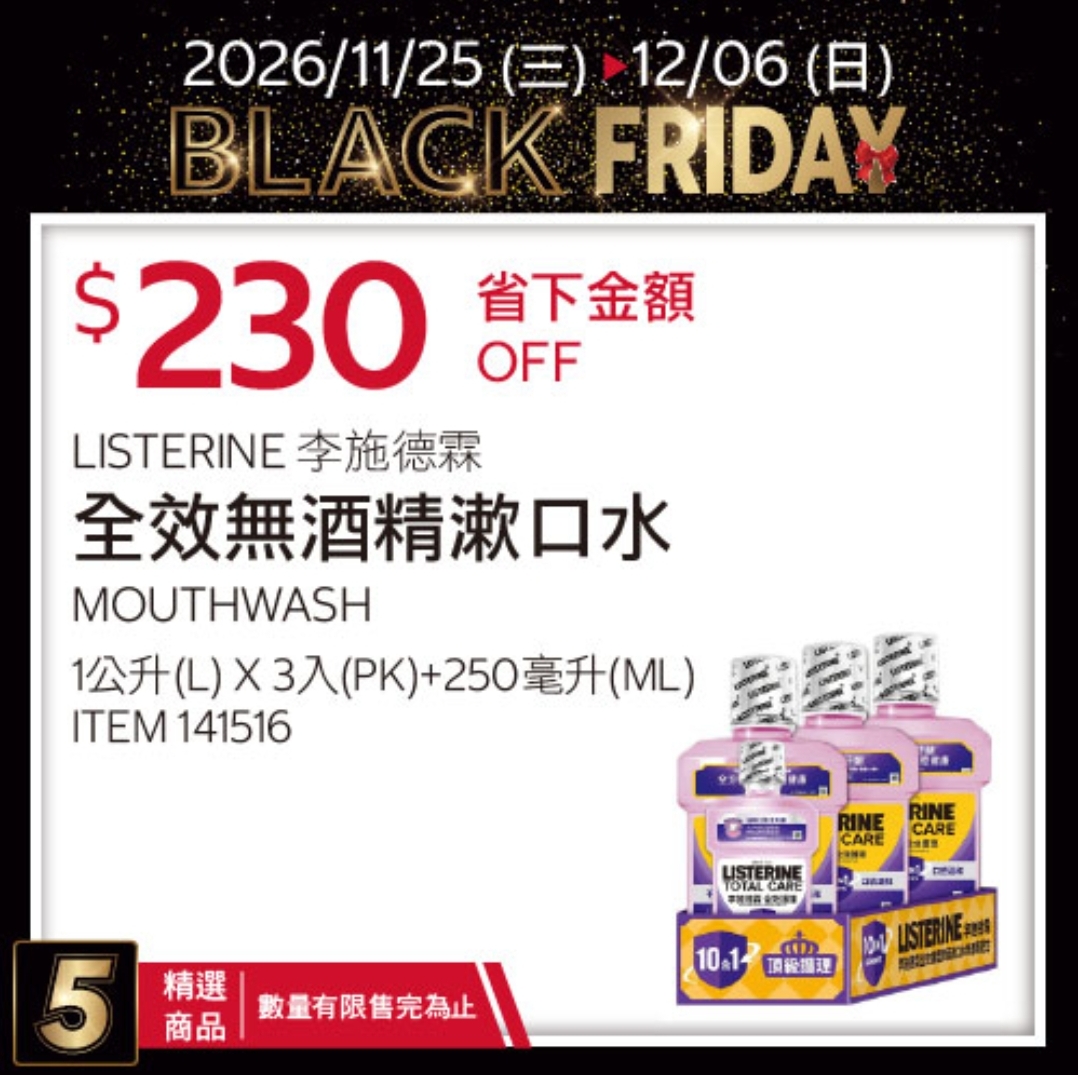 2026/11/25 (三) ▶ 12/06 (日)
BLACK FRIDAY
$230 省下金額
OFF
LISTERINE 李施德霖
全效無酒精漱口水
MOUTHWASH
1公升(L) X 3入(PK)+250毫升(ML)
ITEM 141516
LISTERINE
TOTAL CARE
RINE
CARE
RINE
CARE
10合1
頂級護理
LISTERINE
5
精選
商品
數量有限售完為止